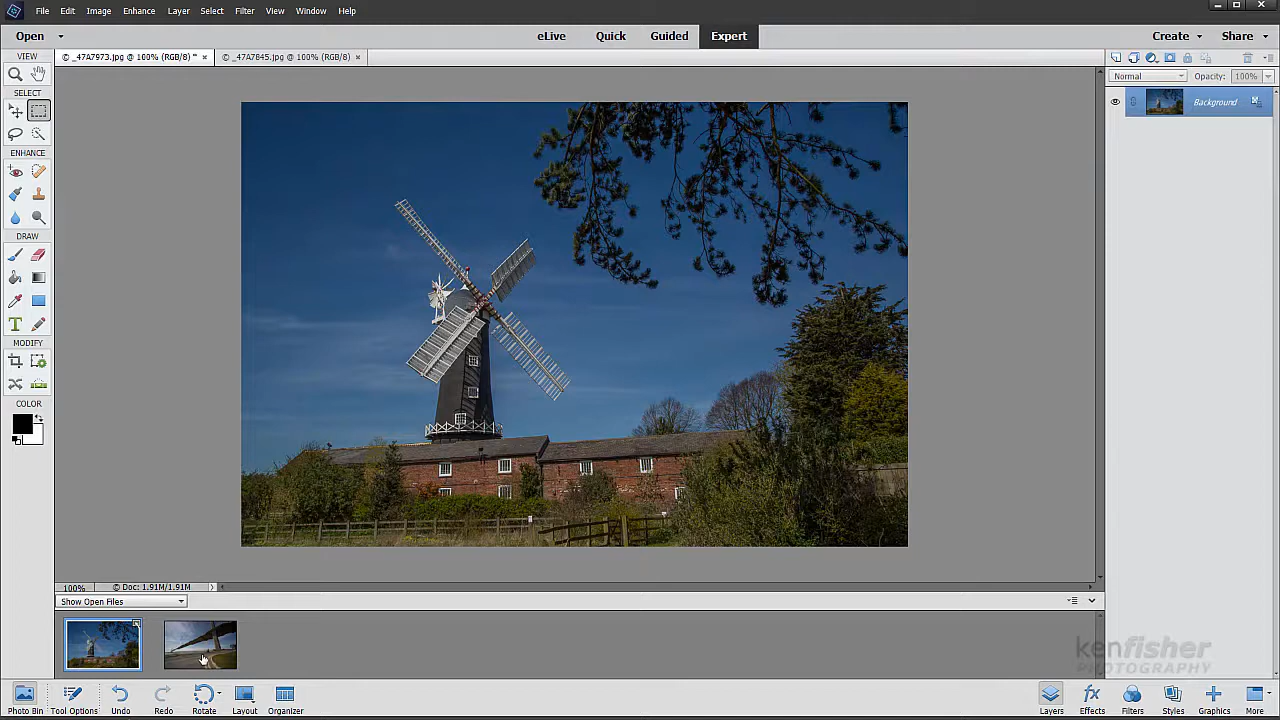 File Edit Image Enhance Layer Select Filter View Window Help
Open eLive Quick Guided Expert Create Share
VIEW
© _47A7973.jpg @ 100% (RGB/8) * × © _47A7845.jpg @ 100% (RGB/8) ×
Normal Opacity: 100%
SELECT
Background
ENHANCE
DRAW
T
MODIFY
COLOR
100% © Doc: 1.91M/1.91M
Show Open Files
kenfisher
PHOTOGRAPHY
Photo Bin Tool Options Undo Redo Rotate Layout Organizer Layers Effects Filters Styles Graphics More
fx